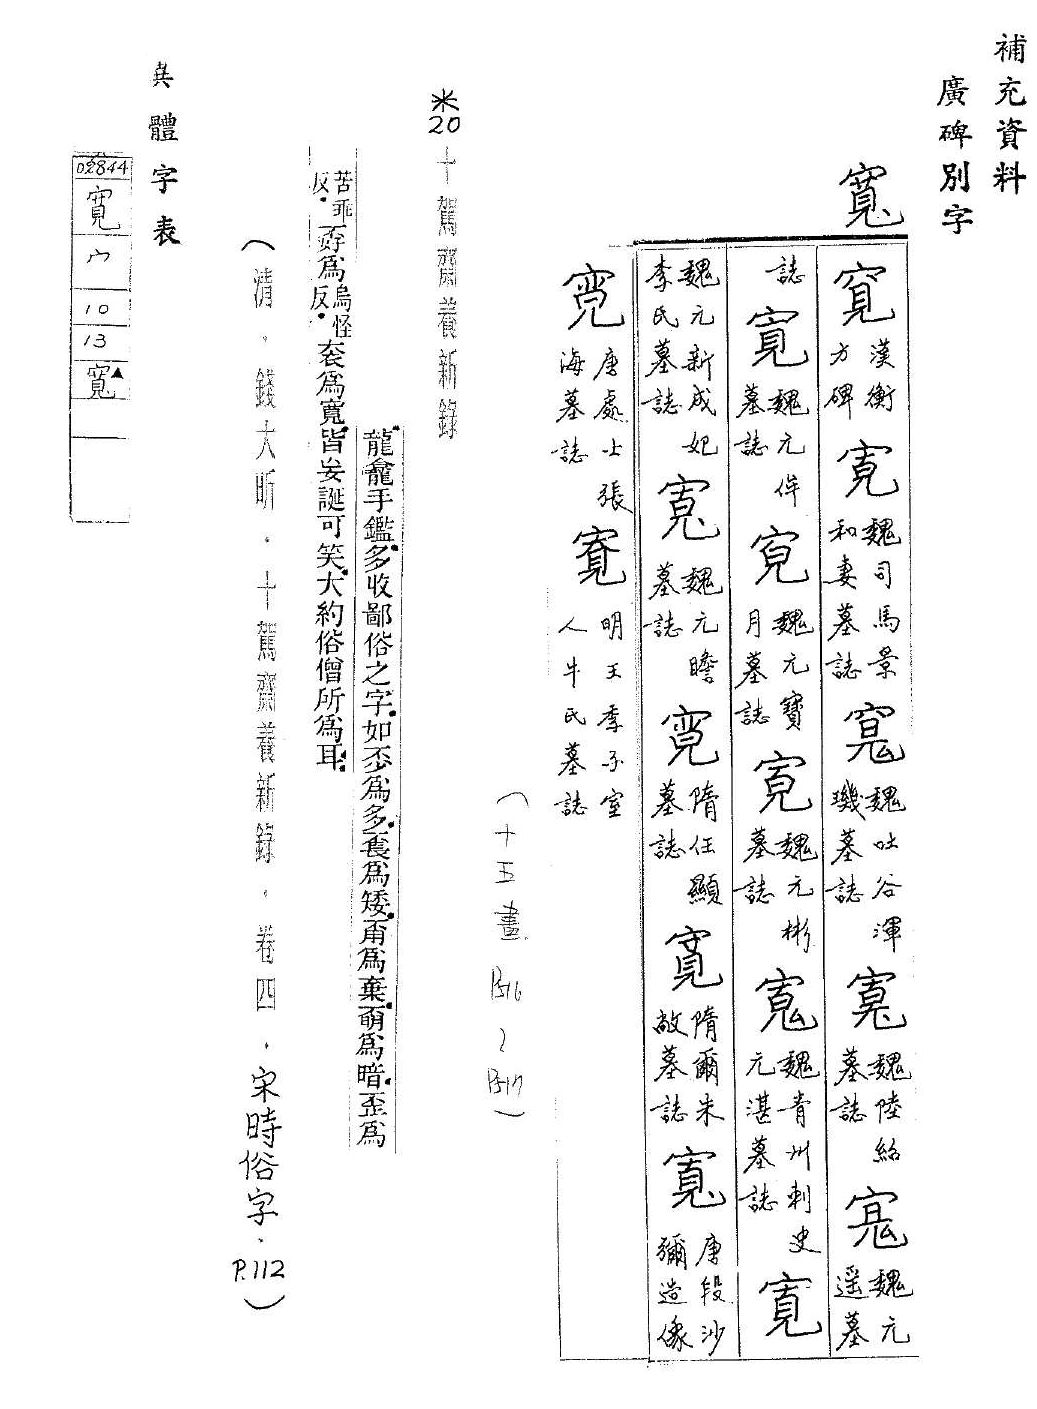 補充資料
廣碑別字
寬
寬 漢衡方碑 寬 魏司馬景和妻墓誌 寬 魏吐谷渾璣墓誌 寬 魏陸紹墓誌 寬 魏元遥墓
誌 寬 魏元侔墓誌 寬 魏元寶月墓誌 寬 魏元彬墓誌 寬 魏青州刺史元湛墓誌 寬
魏元新成妃李氏墓誌 寬 魏元瞻墓誌 寬 隋任顯墓誌 寬 隋爾朱敞墓誌 寬 唐段沙彌造像
寬 唐處士張海墓誌 寬 明王季子室人牛氏墓誌
(十五畫 P.516~P.517)
※20 十駕齋養新錄
龍龕手鑑多收鄙俗之字如𡘙為多𡙁為矮甭為棄𣆭為暗歪為
苦乖反孬為烏怪反奀為寬皆妄誕可笑大約俗僧所為耳
(清.錢大昕.十駕齋養新錄.卷四.宋時俗字.P.112)
異體字表
02844
寬
宀
10
13
寬